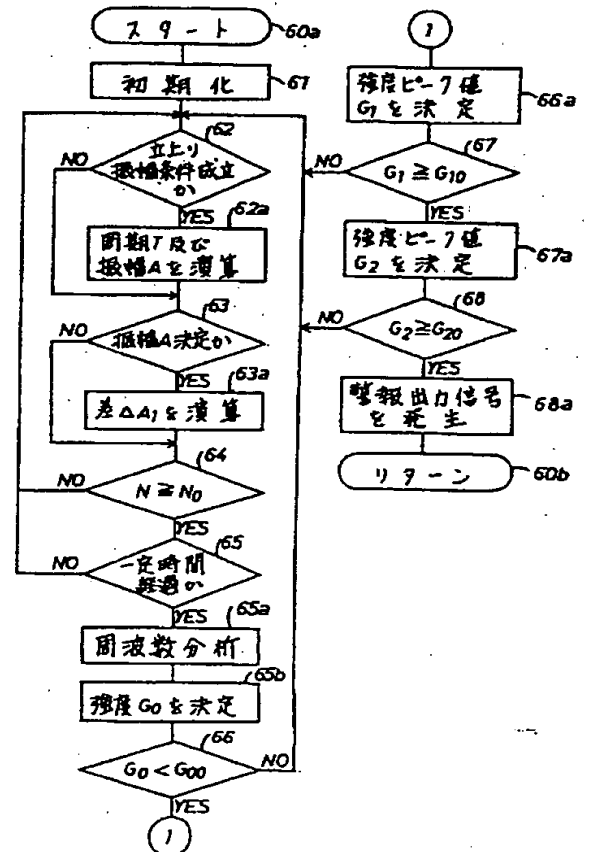 スタート
60a
初期化
61
62
立上り
振幅条件成立
か
NO
YES
62a
周期T及び
振幅Aを演算
63
振幅A決定か
NO
YES
63a
差△A₁を演算
64
N≧N₀
NO
YES
65
一定時間
経過か
NO
YES
65a
周波数分析
65b
強度G₀を決定
66
G₀<G₀₀
NO
YES
1
1
強度ピーク値
G₁を決定
66a
67
G₁≧G₁₀
NO
YES
強度ピーク値
G₂を決定
67a
68
G₂≧G₂₀
NO
YES
警報出力信号
を発生
68a
リターン
60b